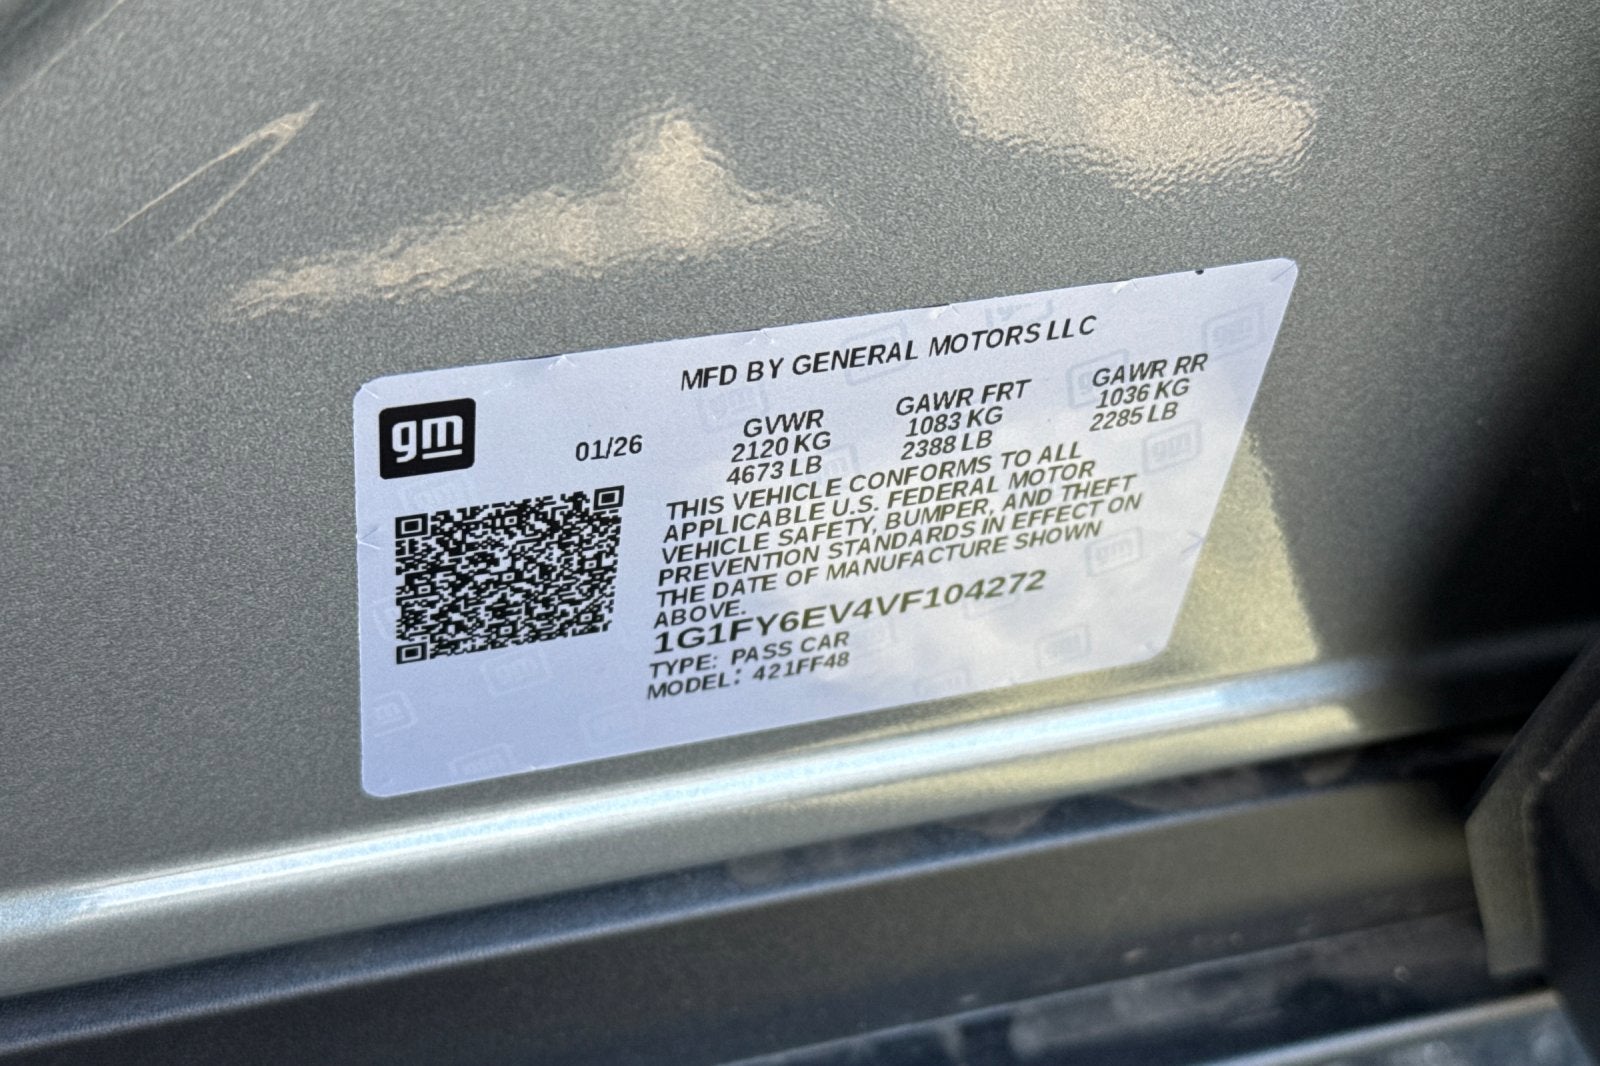 MFD BY GENERAL MOTORS LLC
gm
01/26
GVWR GAWR FRT GAWR RR
2120 KG 1083 KG 1036 KG
4673 LB 2388 LB 2285 LB
THIS VEHICLE CONFORMS TO ALL
APPLICABLE U.S. FEDERAL MOTOR
VEHICLE SAFETY, BUMPER, AND THEFT
PREVENTION STANDARDS IN EFFECT ON
THE DATE OF MANUFACTURE SHOWN
ABOVE.
1G1FY6EV4VF104272
TYPE: PASS CAR
MODEL: 421FF48